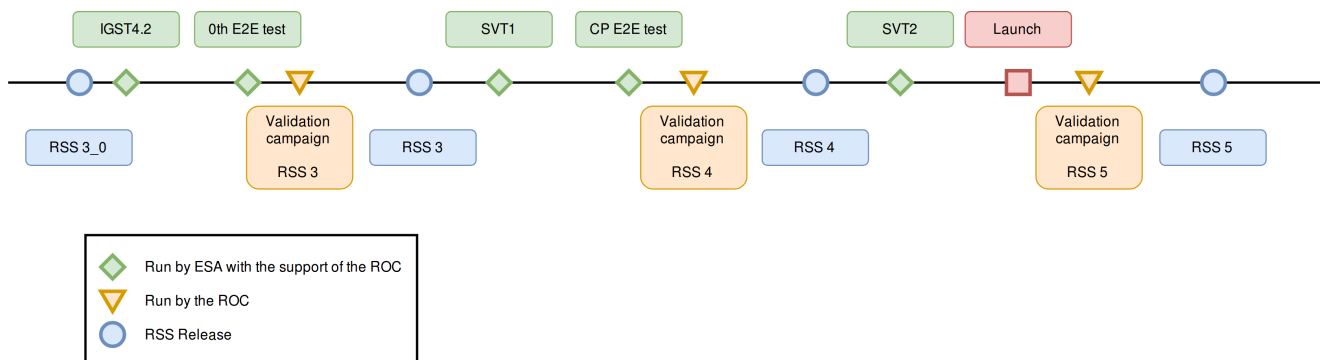 IGST4.2
0th E2E test
SVT1
CP E2E test
SVT2
Launch
RSS 3_0
Validation
campaign
RSS 3
RSS 3
Validation
campaign
RSS 4
RSS 4
Validation
campaign
RSS 5
RSS 5
Run by ESA with the support of the ROC
Run by the ROC
RSS Release